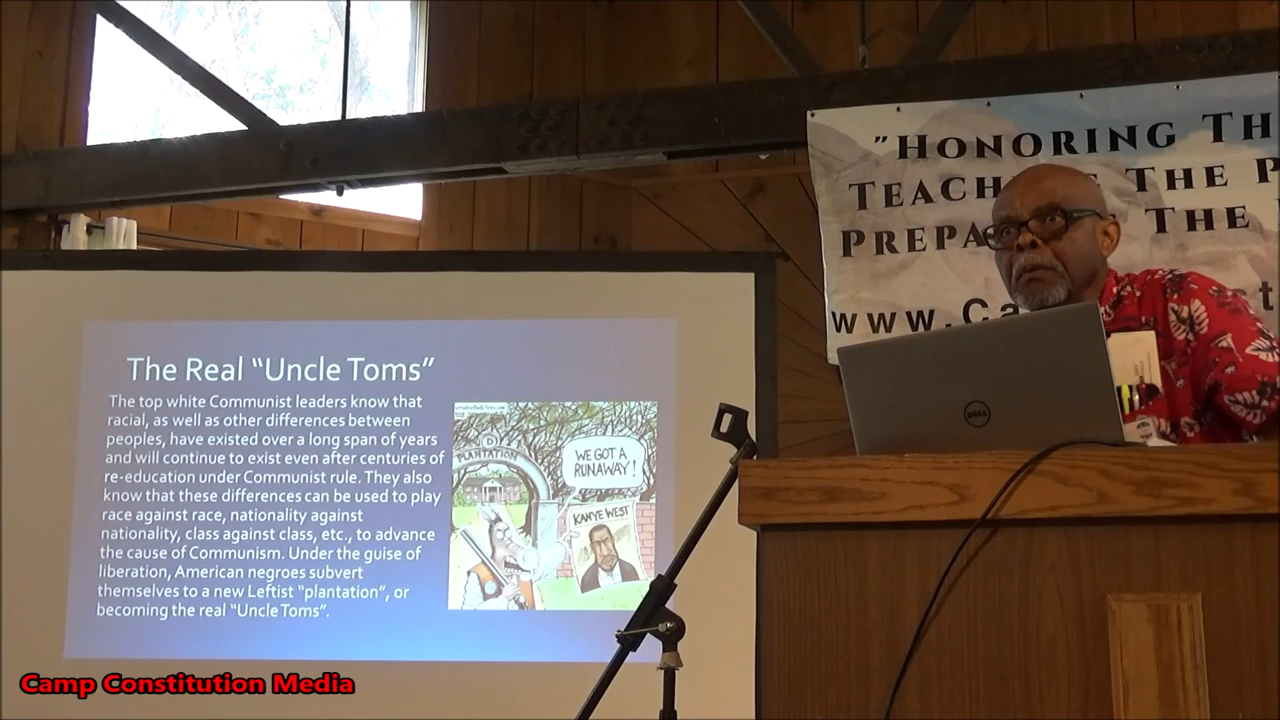 "HONORING TH
TEACH THE P
PREPA THE
www.Ca
The Real "Uncle Toms"
The top white Communist leaders know that
racial, as well as other differences between
peoples, have existed over a long span of years
and will continue to exist even after centuries of
re-education under Communist rule. They also
know that these differences can be used to play
race against race, nationality against
nationality, class against class, etc., to advance
the cause of Communism. Under the guise of
liberation, American negroes subvert
themselves to a new Leftist "plantation", or
becoming the real "Uncle Toms".
D
PLANTATION
WE GOT A
RUNAWAY!
KANYE WEST
DELL
Camp Constitution Media